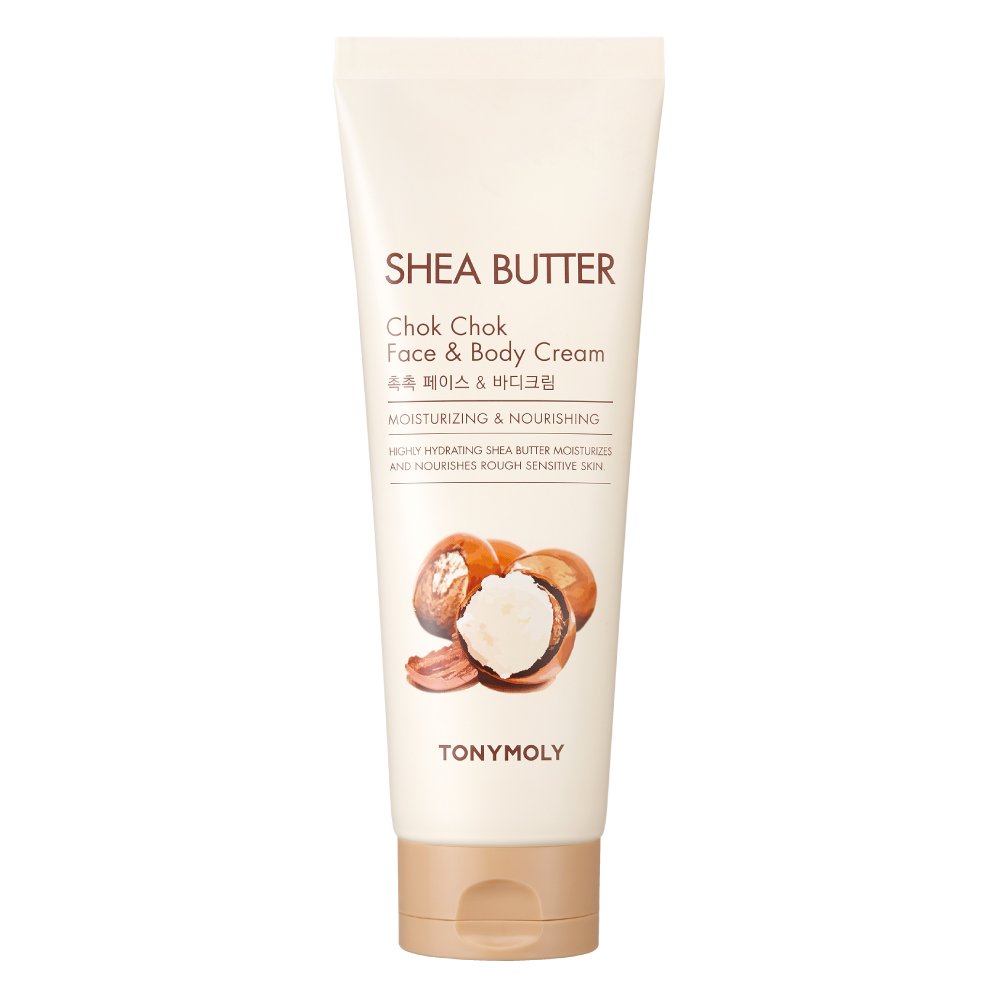 SHEA BUTTER
Chok Chok
Face & Body Cream
촉촉 페이스 & 바디크림
MOISTURIZING & NOURISHING
HIGHLY HYDRATING SHEA BUTTER MOISTURIZES
AND NOURISHES ROUGH SENSITIVE SKIN.
TONYMOLY